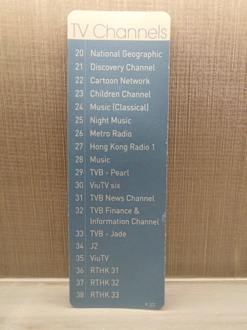 TV Channels
20 National Geographic
21 Discovery Channel
22 Cartoon Network
23 Children Channel
24 Music (Classical)
25 Night Music
26 Metro Radio
27 Hong Kong Radio 1
28 Music
29 TVB - Pearl
30 ViuTV six
31 TVB News Channel
32 TVB Finance &
Information Channel
33 TVB - Jade
34 J2
35 ViuTV
36 RTHK 31
37 RTHK 32
38 RTHK 33